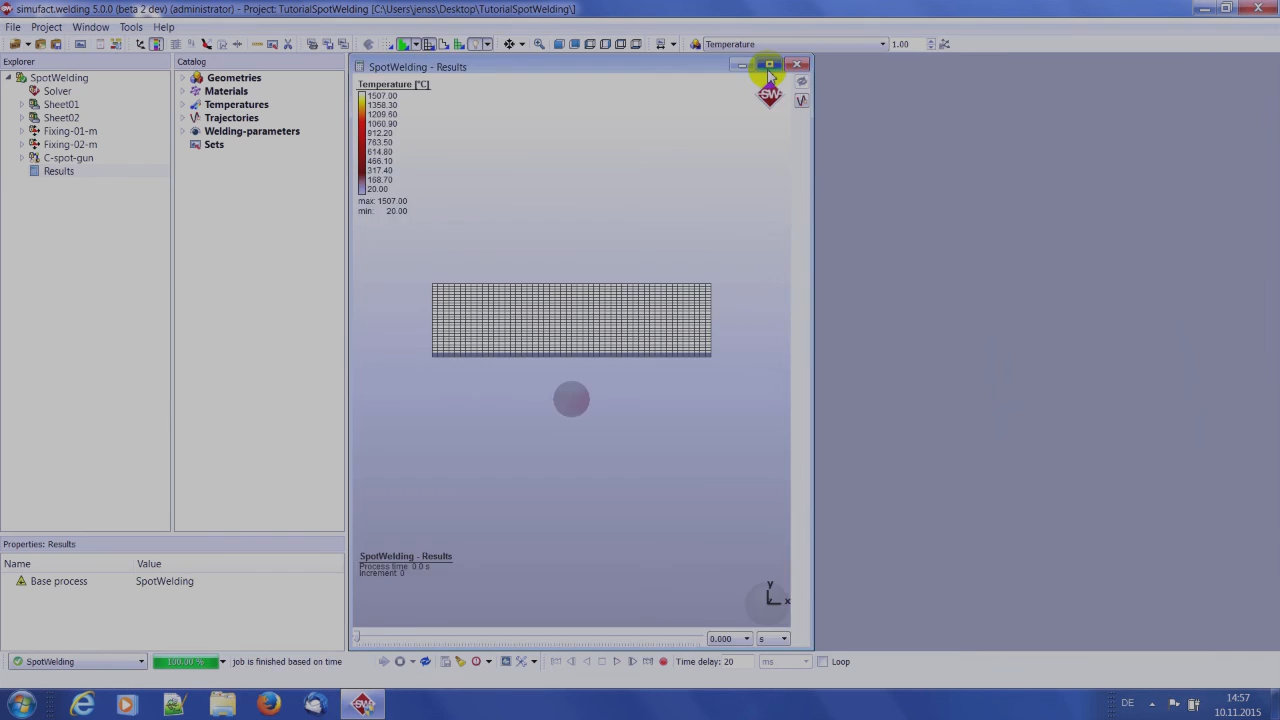 simufact.welding 5.0.0 (beta 2 dev) (administrator) - Project: TutorialSpotWelding [C:\Users\jenss\Desktop\TutorialSpotWelding\]
File Project Window Tools Help
Temperature 1.00
Explorer
SpotWelding
Solver
Sheet01
Sheet02
Fixing-01-m
Fixing-02-m
C-spot-gun
Results
Catalog
Geometries
Materials
Temperatures
Trajectories
Welding-parameters
Sets
SpotWelding - Results
Temperature [°C]
1507.00
1358.30
1209.60
1060.90
912.20
763.50
614.80
466.10
317.40
168.70
20.00
max: 1507.00
min: 20.00
SW
SpotWelding - Results
Process time: 0.0 s
Increment: 0
y
x
0.000 s
Properties: Results
Name Value
Base process SpotWelding
SpotWelding 100.00 % job is finished based on time Time delay: 20 ms Loop
DE 14:57
10.11.2015